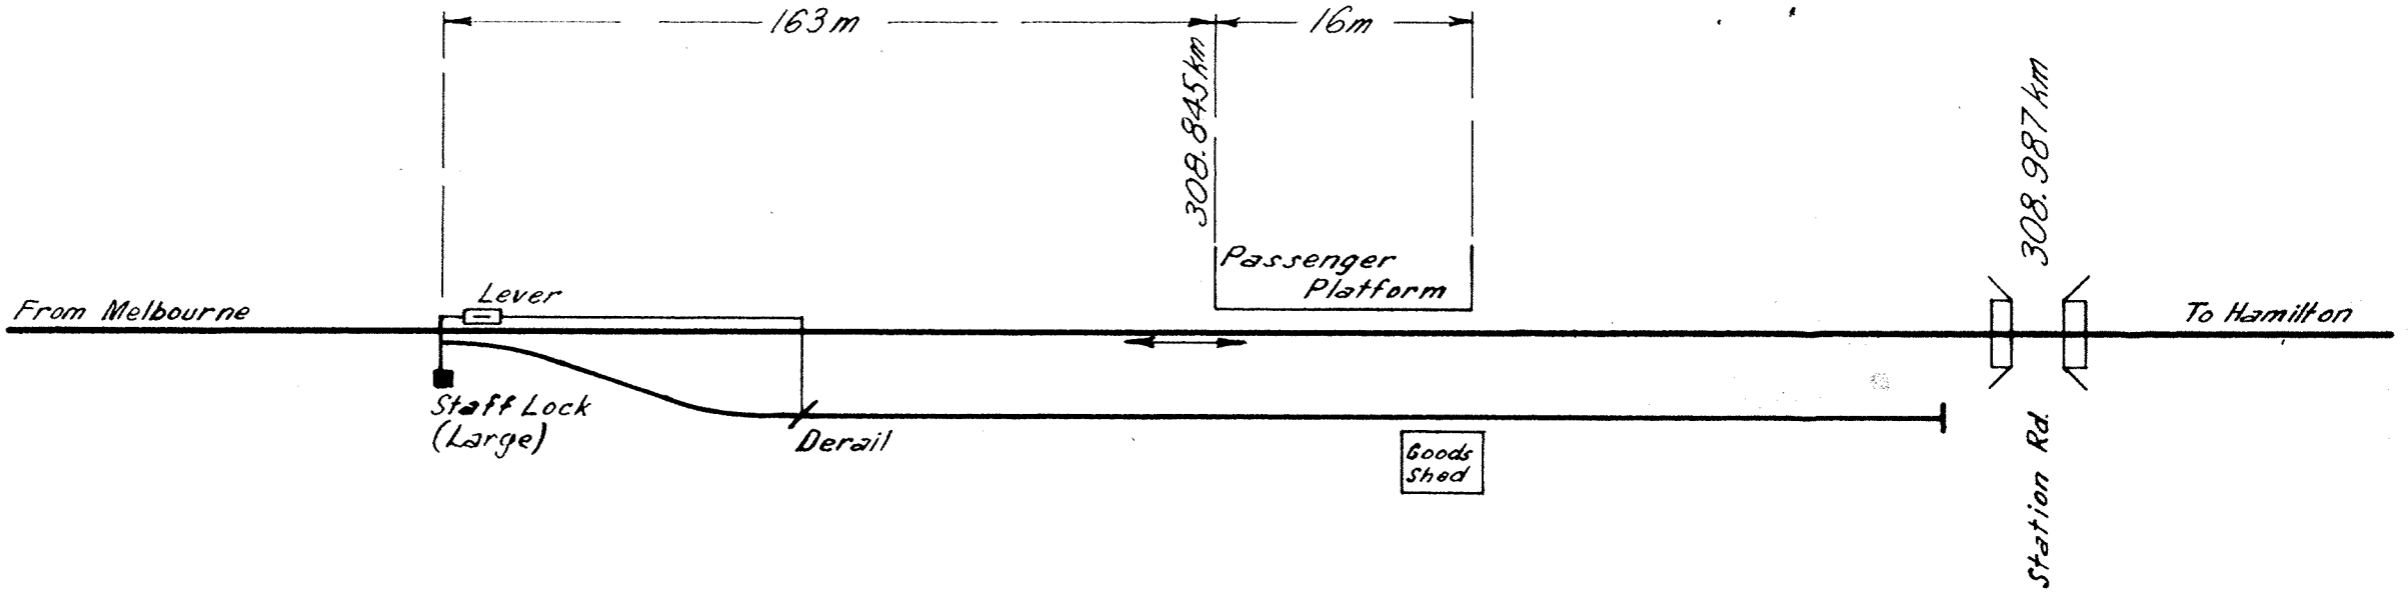 163m
16m
308.845km
308.987km
Passenger
Platform
Lever
From Melbourne
To Hamilton
Staff Lock
(Large)
Derail
Goods
Shed
Station Rd.